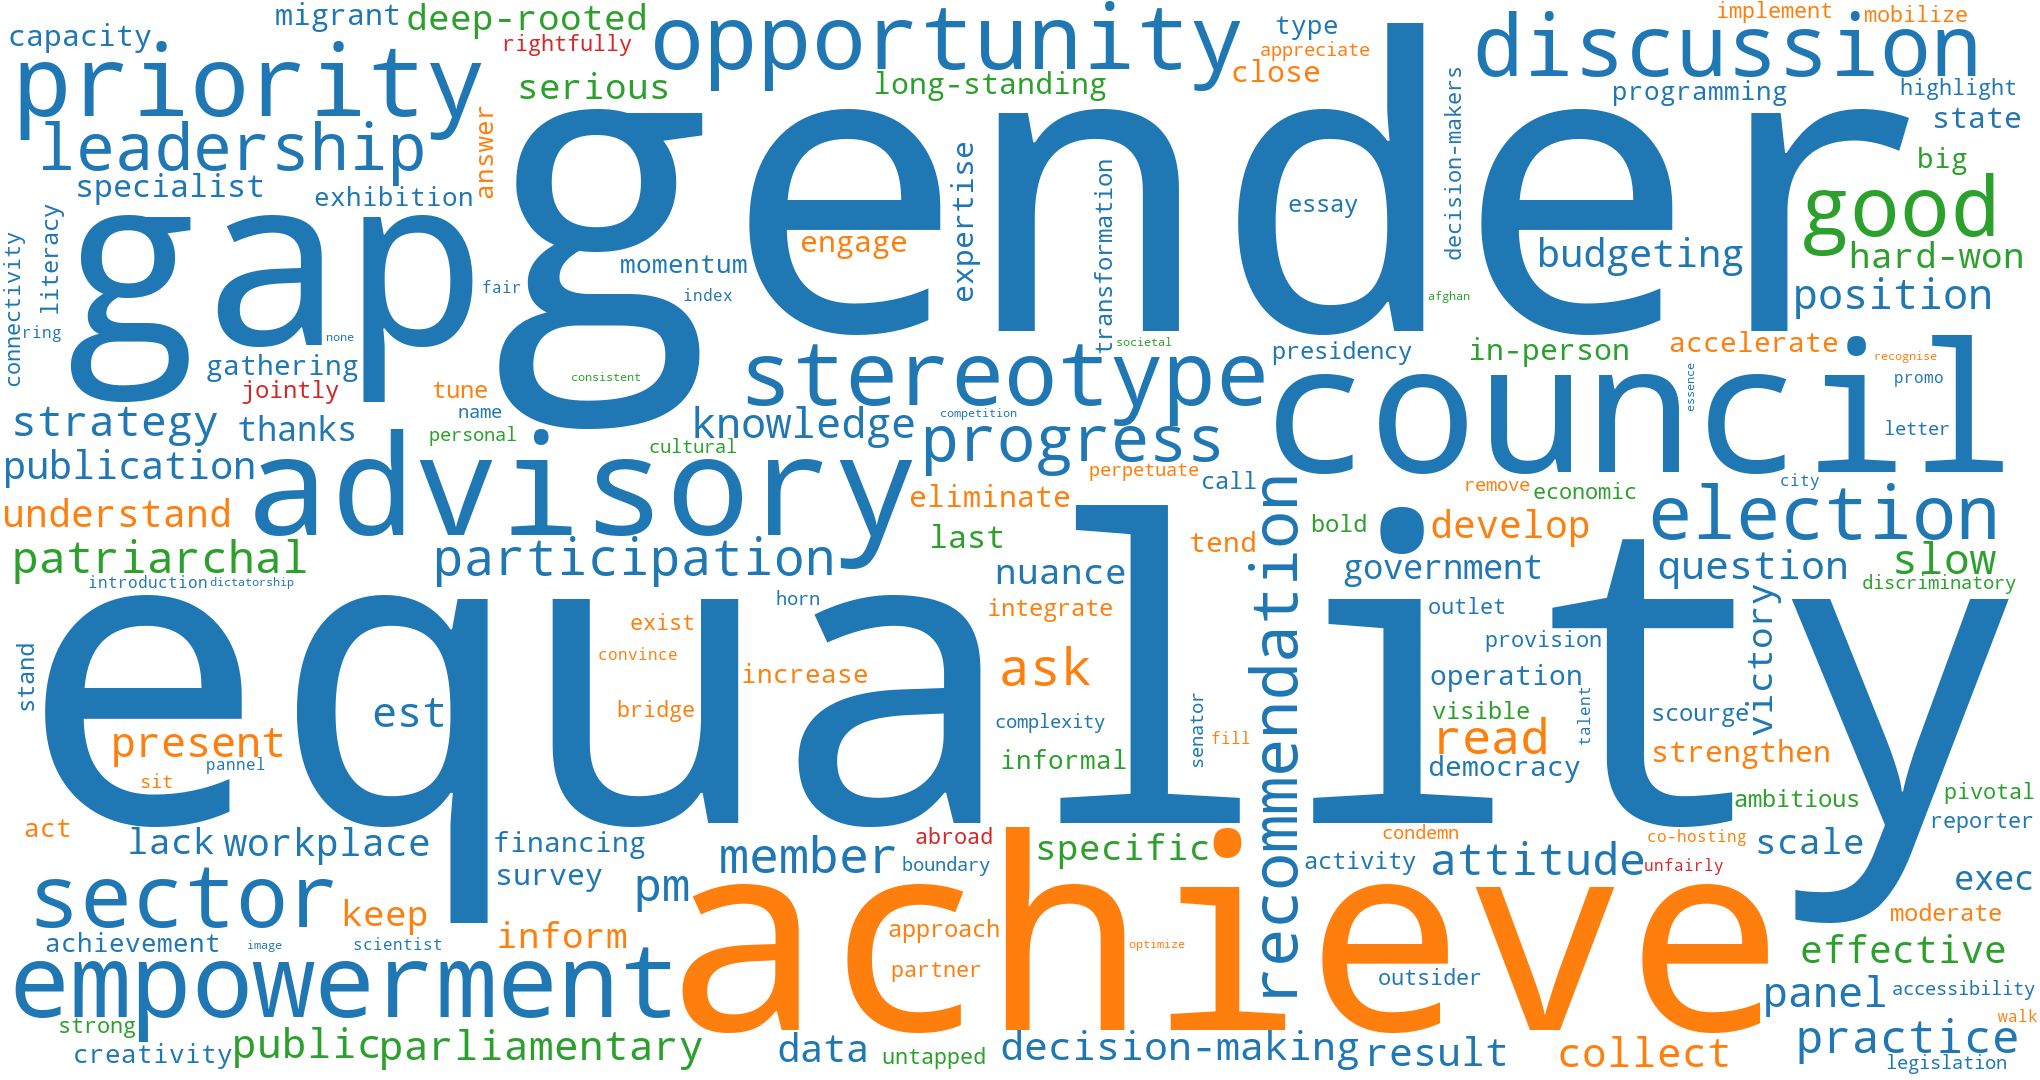 migrant
deep-rooted
opportunity
type
implement
mobilize
capacity
rightfully
appreciate
discussion
priority
serious
long-standing
close
programming
highlight
leadership
answer
gender
decision-makers
state
specialist
exhibition
expertise
transformation
essay
big
good
literacy
gap
engage
budgeting
hard-won
connectivity
momentum
position
fair
index
afghan
ring
none
societal
gathering
stereotype
presidency
in-person
accelerate
recognise
jointly
consistent
tune
council
essence
promo
strategy
thanks
name
personal
knowledge
competition
progress
letter
cultural
publication
advisory
perpetuate
call
remove
economic
city
understand
eliminate
recommendation
bold
develop
election
patriarchal
participation
last
tend
government
question
slow
introduction
dictatorship
nuance
discriminatory
equality
horn
integrate
outlet
victory
stand
exist
provision
convince
increase
ask
operation
est
bridge
complexity
senator
visible
talent
scourge
present
fill
read
strengthen
sit
pannel
informal
democracy
ambitious
pivotal
act
lack
workplace
financing
abroad
condemn
co-hosting
reporter
member
specific
scale
survey
boundary
activity
attitude
unfairly
sector
pm
achieve
exec
keep
inform
approach
moderate
achievement
image
scientist
optimize
effective
empowerment
partner
outsider
panel
accessibility
strong
walk
creativity
public
parliamentary
data
untapped
decision-making
result
collect
practice
legislation